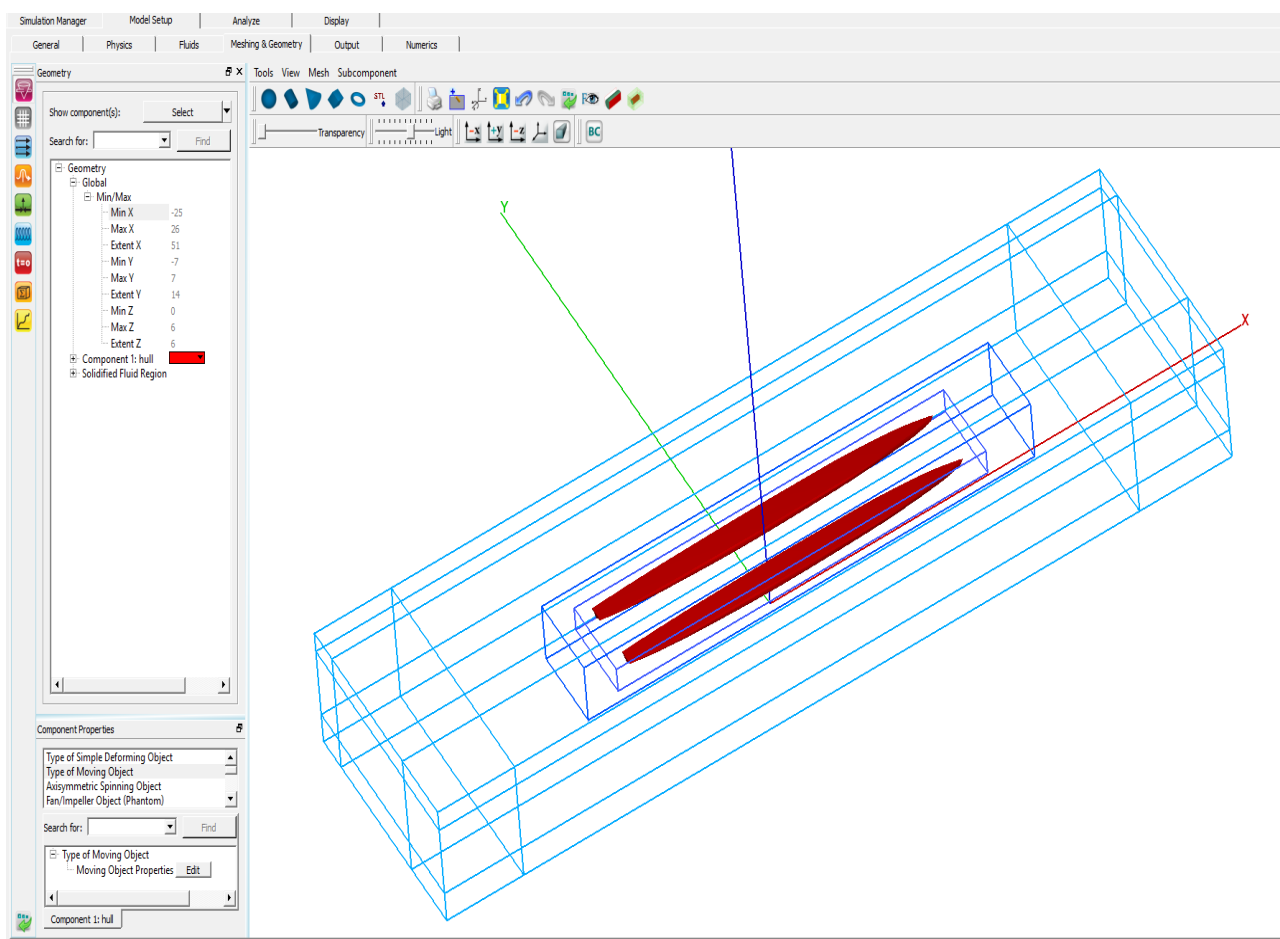 Simulation Manager Model Setup Analyze Display
General Physics Fluids Meshing & Geometry Output Numerics
Geometry
Tools View Mesh Subcomponent
Show component(s): Select
STL
Search for: Find
Transparency Light -x +y -z BC
Geometry
Global
Min/Max
Min X -25
Max X 26
Extent X 51
Min Y -7
Max Y 7
Extent Y 14
Min Z 0
Max Z 6
Extent Z 6
Component 1: hull
Solidified Fluid Region
t=0
Y
X
Component Properties
Type of Simple Deforming Object
Type of Moving Object
Axisymmetric Spinning Object
Fan/Impeller Object (Phantom)
Search for: Find
Type of Moving Object
Moving Object Properties Edit
Component 1: hull